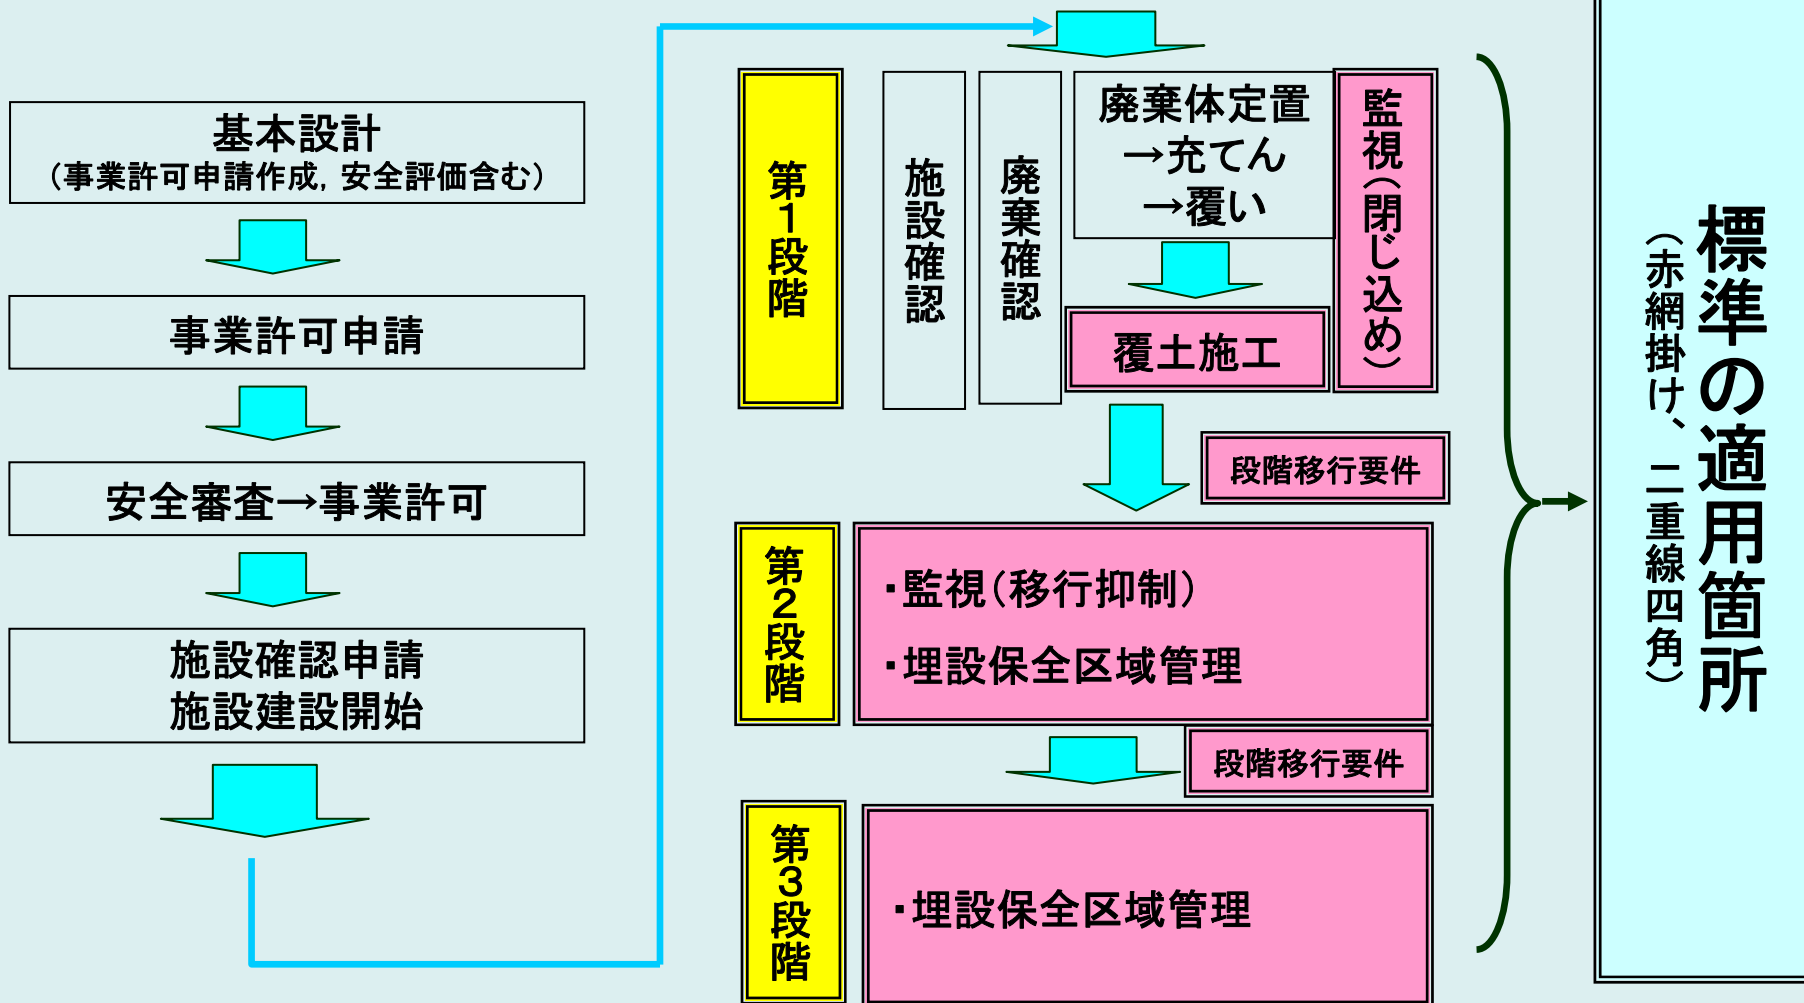 基本設計
（事業許可申請作成，安全評価含む）
事業許可申請
安全審査→事業許可
施設確認申請
施設建設開始
第１段階
施設確認
廃棄確認
廃棄体定置
→充てん
→覆い
覆土施工
監視（閉じ込め）
段階移行要件
第２段階
・監視（移行抑制）
・埋設保全区域管理
段階移行要件
第３段階
・埋設保全区域管理
標準の適用箇所
（赤網掛け、二重線四角）